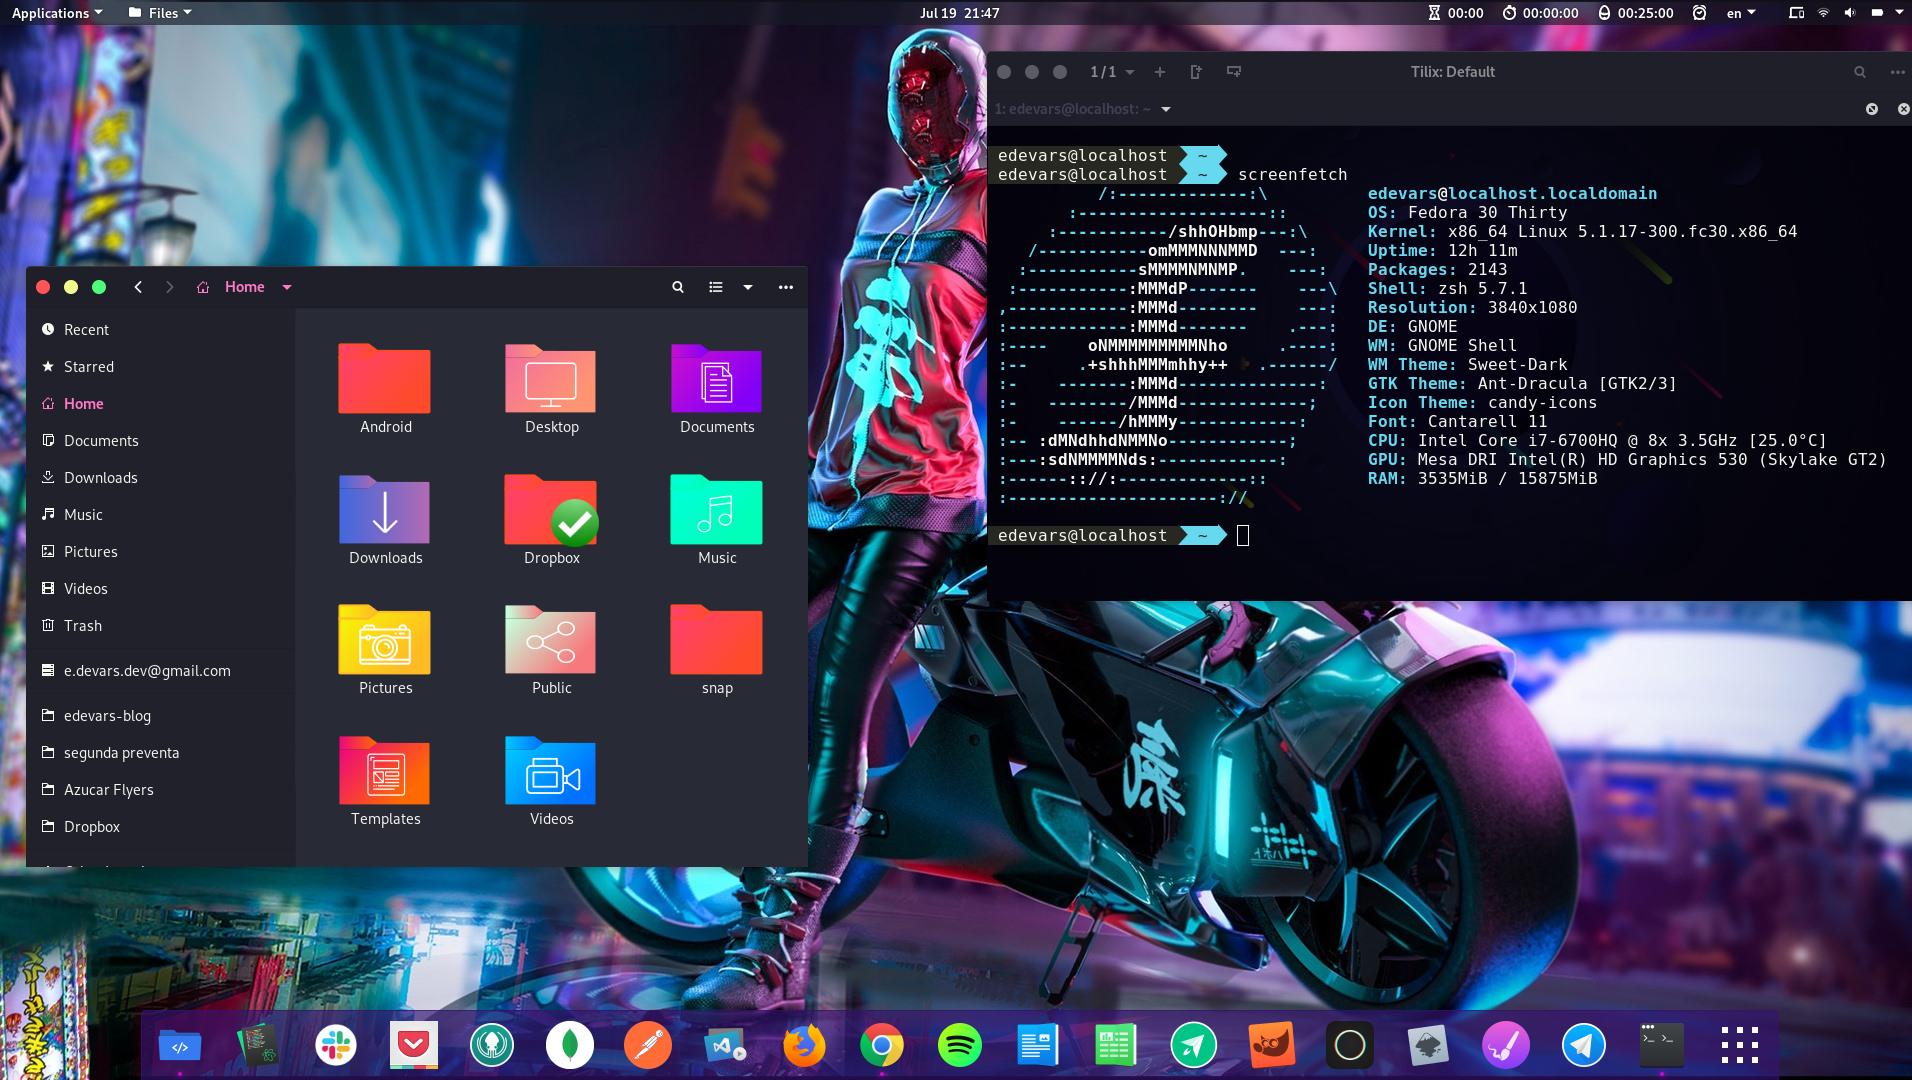 Applications Files Jul 19 21:47 00:00 00:00:00 00:25:00 en
1 / 1 Tilix: Default
1: edevars@localhost: ~
edevars@localhost ~
edevars@localhost ~ screenfetch
/:-------------:\ edevars@localhost.localdomain
:-------------------:: OS: Fedora 30 Thirty
:-----------/shhOHbmp---:\ Kernel: x86_64 Linux 5.1.17-300.fc30.x86_64
/-----------omMMMNNNMMD ---: Uptime: 12h 11m
:-----------sMMMMNMNMP. ---: Packages: 2143
:-----------:MMMdP------- ---\ Shell: zsh 5.7.1
,------------:MMMd-------- ---: Resolution: 3840x1080
:------------:MMMd------- .---: DE: GNOME
:---- oNMMMMMMMMMNho .----: WM: GNOME Shell
:-- .+shhhMMMmhhy++ .------/ WM Theme: Sweet-Dark
:- -------:MMMd--------------: GTK Theme: Ant-Dracula [GTK2/3]
:- --------/MMMd-------------; Icon Theme: candy-icons
:- ------/hMMMy------------: Font: Cantarell 11
:-- :dMNdhhdNMMNo------------; CPU: Intel Core i7-6700HQ @ 8x 3.5GHz [25.0°C]
:---:sdNMMMMNds:------------: GPU: Mesa DRI Intel(R) HD Graphics 530 (Skylake GT2)
:------:://:-------------:: RAM: 3535MiB / 15875MiB
:---------------------://
edevars@localhost ~
Home
Recent
Starred
Home
Documents
Downloads
Music
Pictures
Videos
Trash
e.devars.dev@gmail.com
edevars-blog
segunda preventa
Azucar Flyers
Dropbox
Android Desktop Documents
Downloads Dropbox Music
Pictures Public snap
Templates Videos